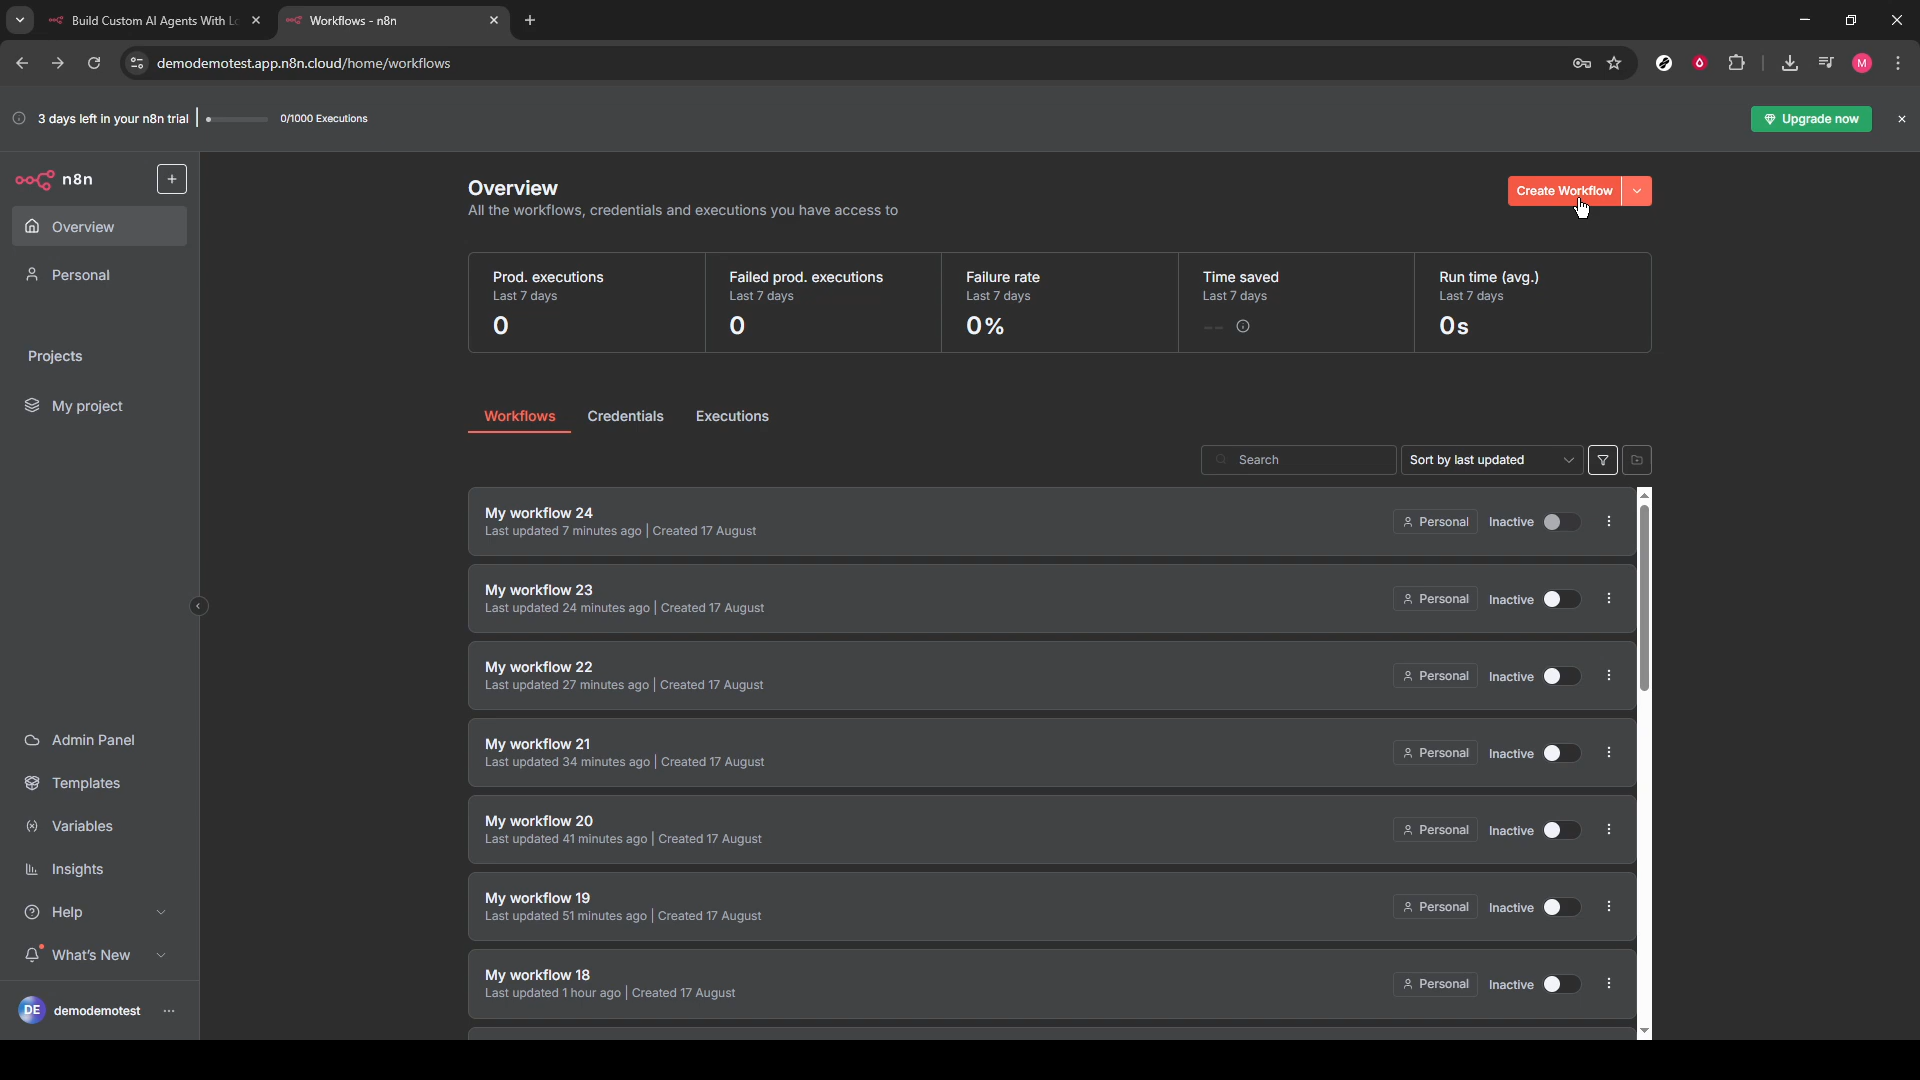 Build Custom AI Agents With Lo
Workflows - n8n
demodemotest.app.n8n.cloud/home/workflows
M
3 days left in your n8n trial
0/1000 Executions
Upgrade now
n8n
Overview
Personal
Projects
My project
Admin Panel
Templates
Variables
Insights
Help
What's New
DE demodemotest
Overview
All the workflows, credentials and executions you have access to
Create Workflow
Prod. executions
Last 7 days
0
Failed prod. executions
Last 7 days
0
Failure rate
Last 7 days
0%
Time saved
Last 7 days
--
Run time (avg.)
Last 7 days
0s
Workflows Credentials Executions
Search
Sort by last updated
My workflow 24
Last updated 7 minutes ago | Created 17 August
Personal Inactive
My workflow 23
Last updated 24 minutes ago | Created 17 August
Personal Inactive
My workflow 22
Last updated 27 minutes ago | Created 17 August
Personal Inactive
My workflow 21
Last updated 34 minutes ago | Created 17 August
Personal Inactive
My workflow 20
Last updated 41 minutes ago | Created 17 August
Personal Inactive
My workflow 19
Last updated 51 minutes ago | Created 17 August
Personal Inactive
My workflow 18
Last updated 1 hour ago | Created 17 August
Personal Inactive